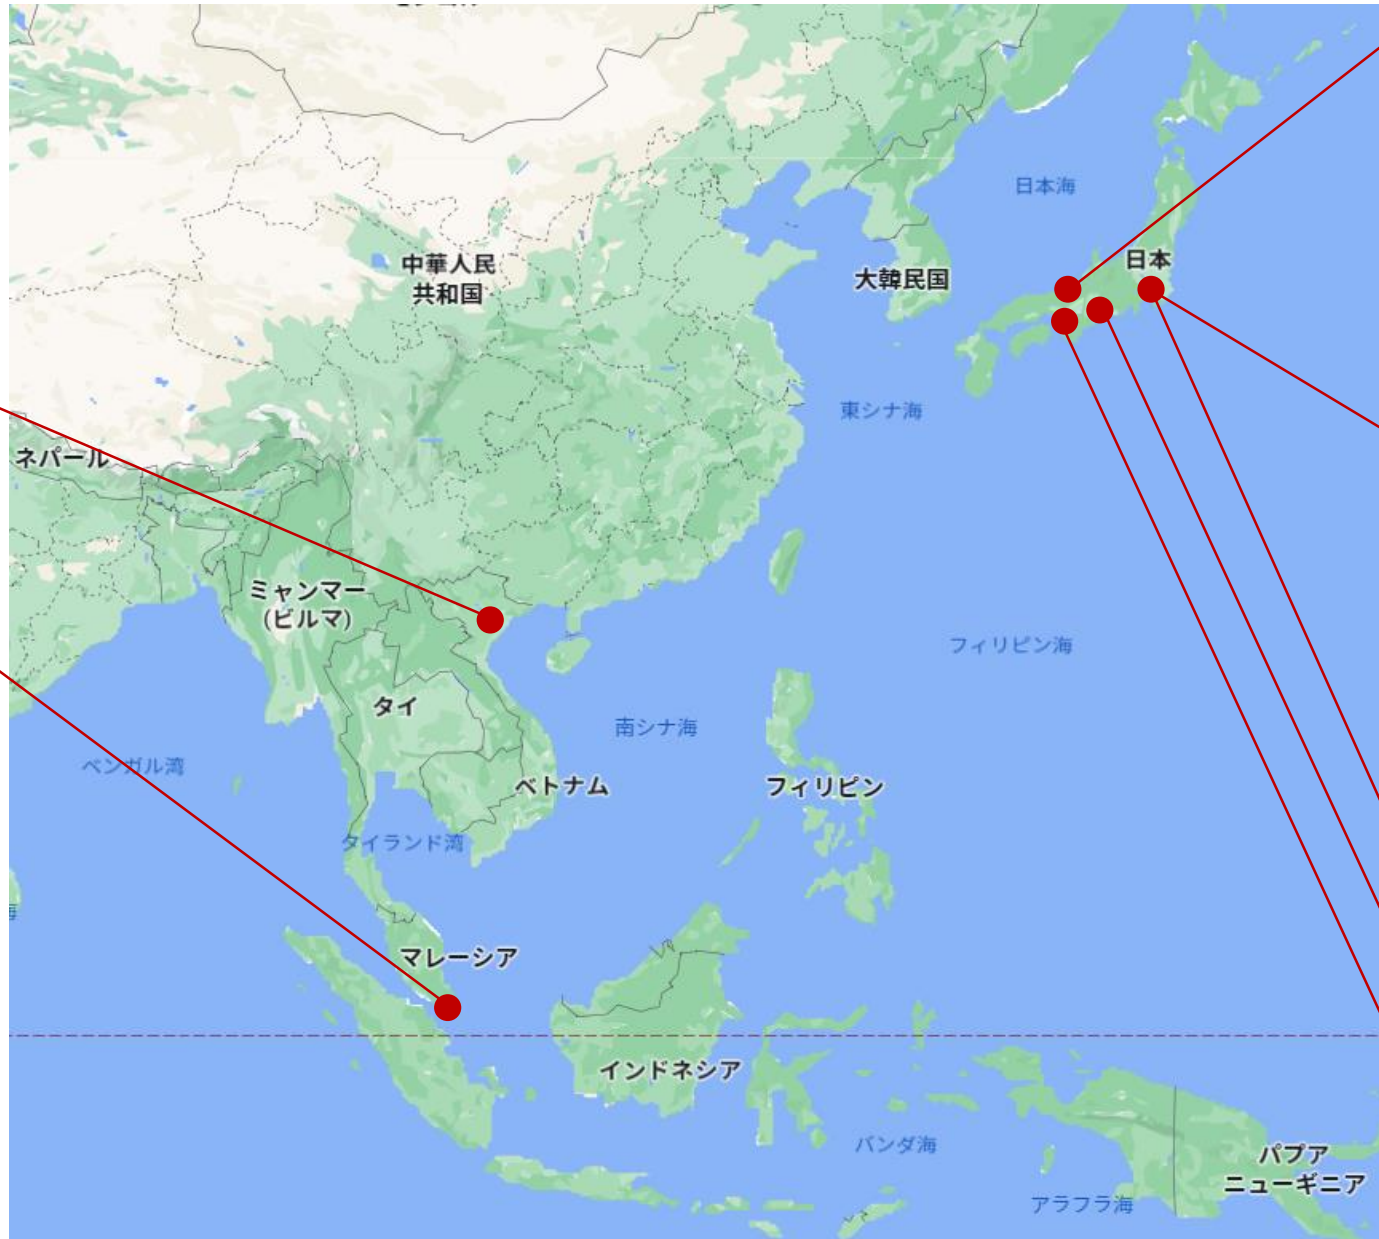 日本海
日本
中華人民
共和国
大韓民国
東シナ海
ネパール
ミャンマー
(ビルマ)
フィリピン海
タイ
南シナ海
ベンガル湾
ベトナム
フィリピン
タイランド湾
マレーシア
インドネシア
バンダ海
パプア
ニューギニア
アラフラ海